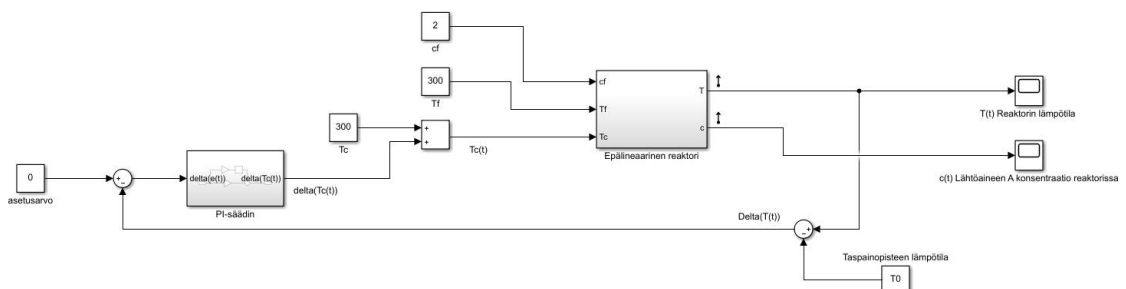 2
cf
300
Tf
300
Tc
+
+
Tc(t)
cf
Tf
Tc
T
c
Epälineaarinen reaktori
T(t) Reaktorin lämpötila
c(t) Lähtöaineen A konsentraatio reaktorissa
0
asetusarvo
+
−
delta(e(t))
delta(Tc(t))
PI-säädin
delta(Tc(t))
Delta(T(t))
+
−
Taspainopisteen lämpötila
T0